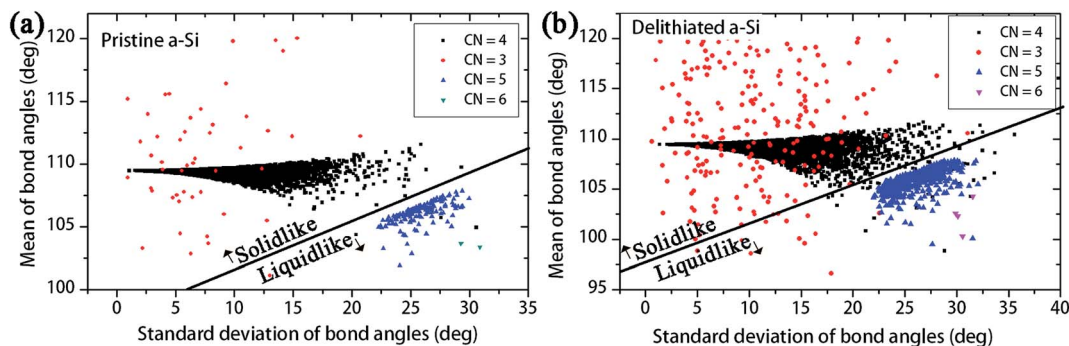 (a)
Pristine a-Si
CN = 4
CN = 3
CN = 5
CN = 6
↑Solidlike
Liquidlike↓
Mean of bond angles (deg)
120
115
110
105
100
0 5 10 15 20 25 30 35
Standard deviation of bond angles (deg)
(b)
Delithiated a-Si
CN = 4
CN = 3
CN = 5
CN = 6
↑Solidlike
Liquidlike↓
Mean of bond angles (deg)
120
115
110
105
100
95
0 5 10 15 20 25 30 35 40
Standard deviation of bond angles (deg)